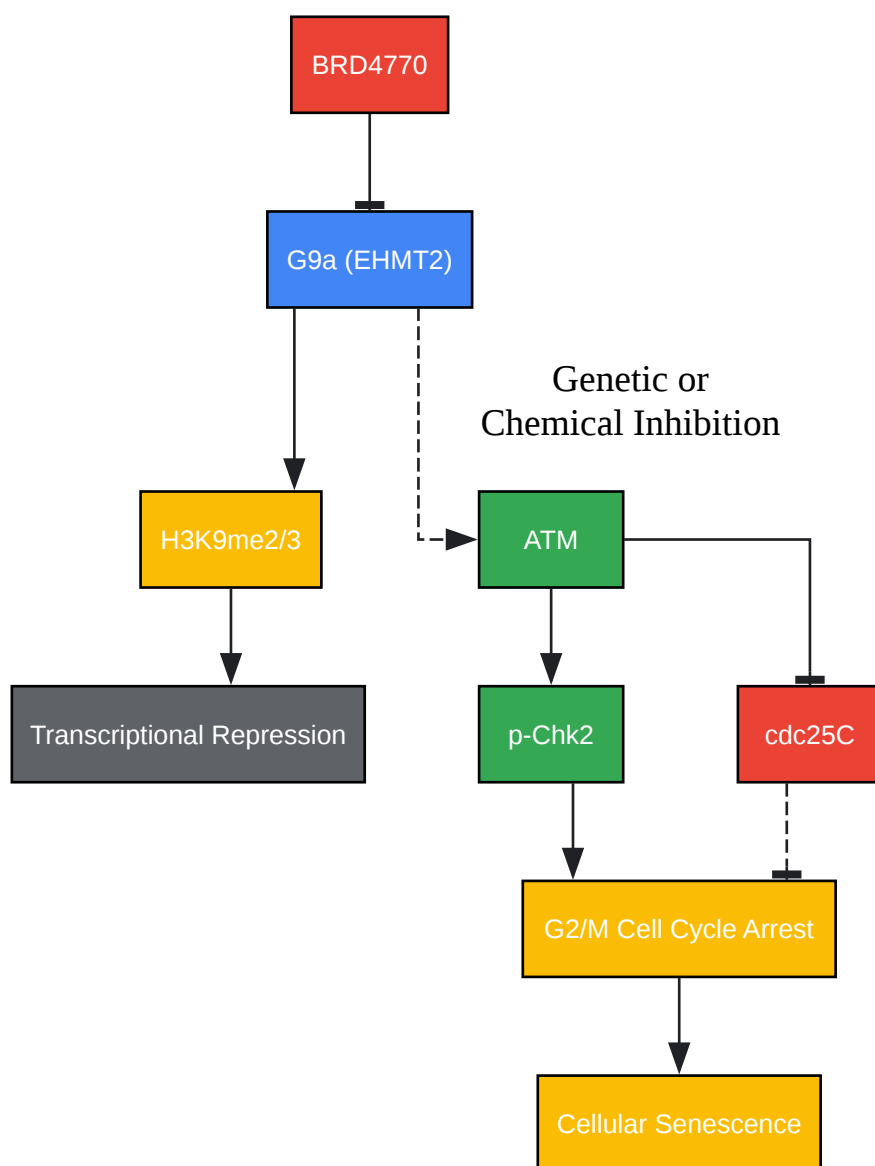 BRD4770
G9a (EHMT2)
Genetic or
Chemical Inhibition
H3K9me2/3
ATM
Transcriptional Repression
p-Chk2
cdc25C
G2/M Cell Cycle Arrest
Cellular Senescence